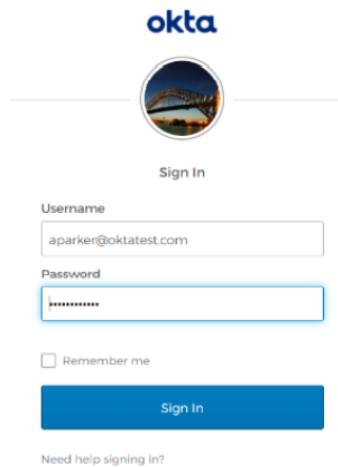 okta
Sign In
Username
aparker@oktatest.com
Password
••••••••••••
Remember me
Sign In
Need help signing in?